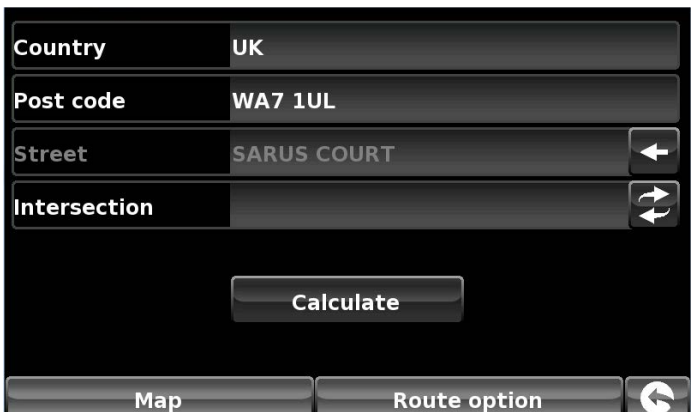 Country UK
Post code WA7 1UL
Street SARUS COURT
Intersection
Calculate
Map Route option